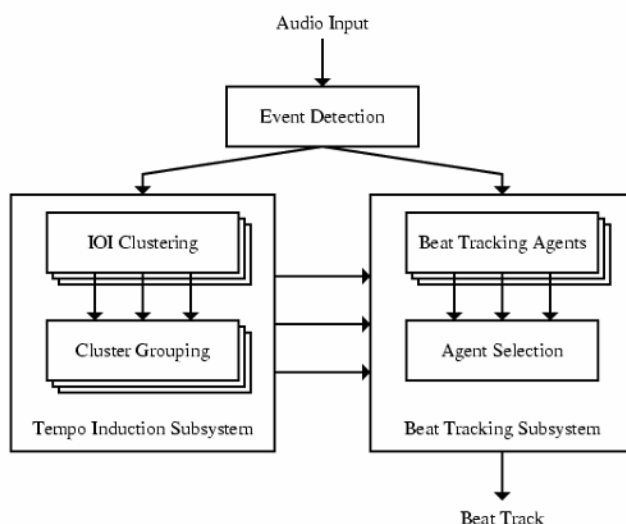 Audio Input
Event Detection
IOI Clustering
Beat Tracking Agents
Cluster Grouping
Agent Selection
Tempo Induction Subsystem
Beat Tracking Subsystem
Beat Track